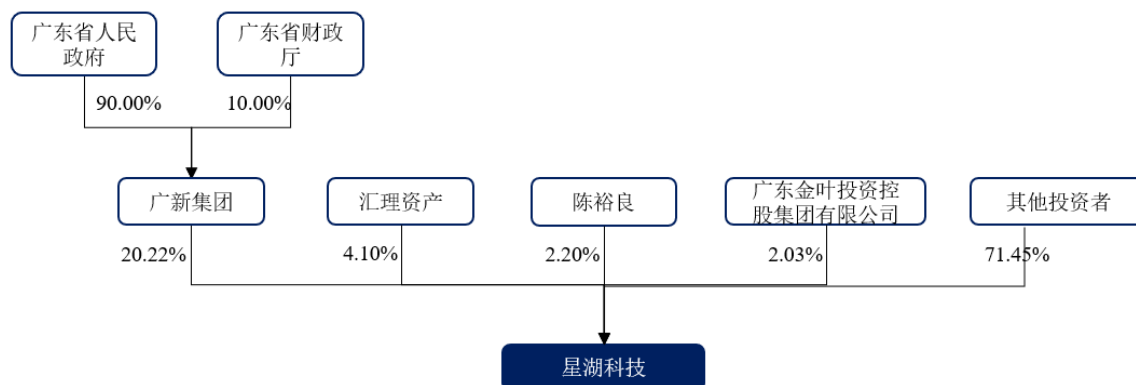 广东省人民
政府
广东省财政
厅
90.00%
10.00%
广新集团
汇理资产
陈裕良
广东金叶投资控
股集团有限公司
其他投资者
20.22%
4.10%
2.20%
2.03%
71.45%
星湖科技